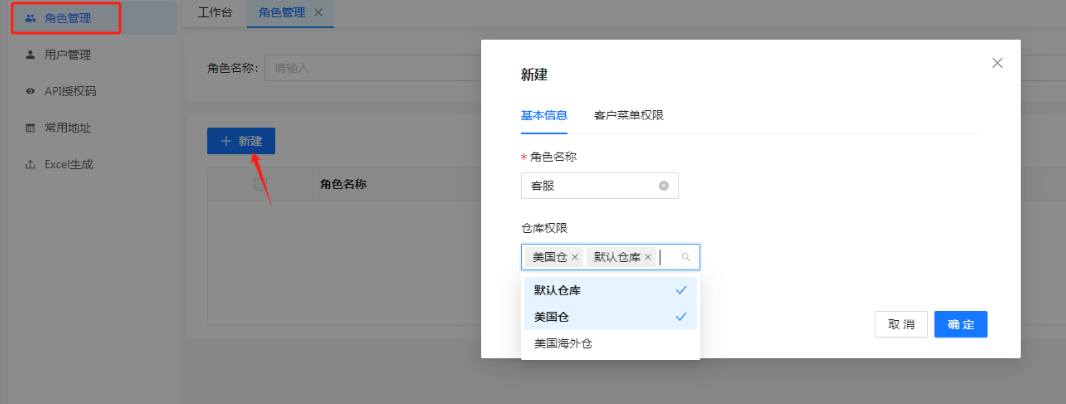 角色管理
用户管理
API授权码
常用地址
Excel生成
工作台
角色管理
角色名称:
请输入
新建
角色名称
新建
基本信息
客户菜单权限
* 角色名称
客服
仓库权限
美国仓
默认仓库
默认仓库
美国仓
美国海外仓
取 消
确 定